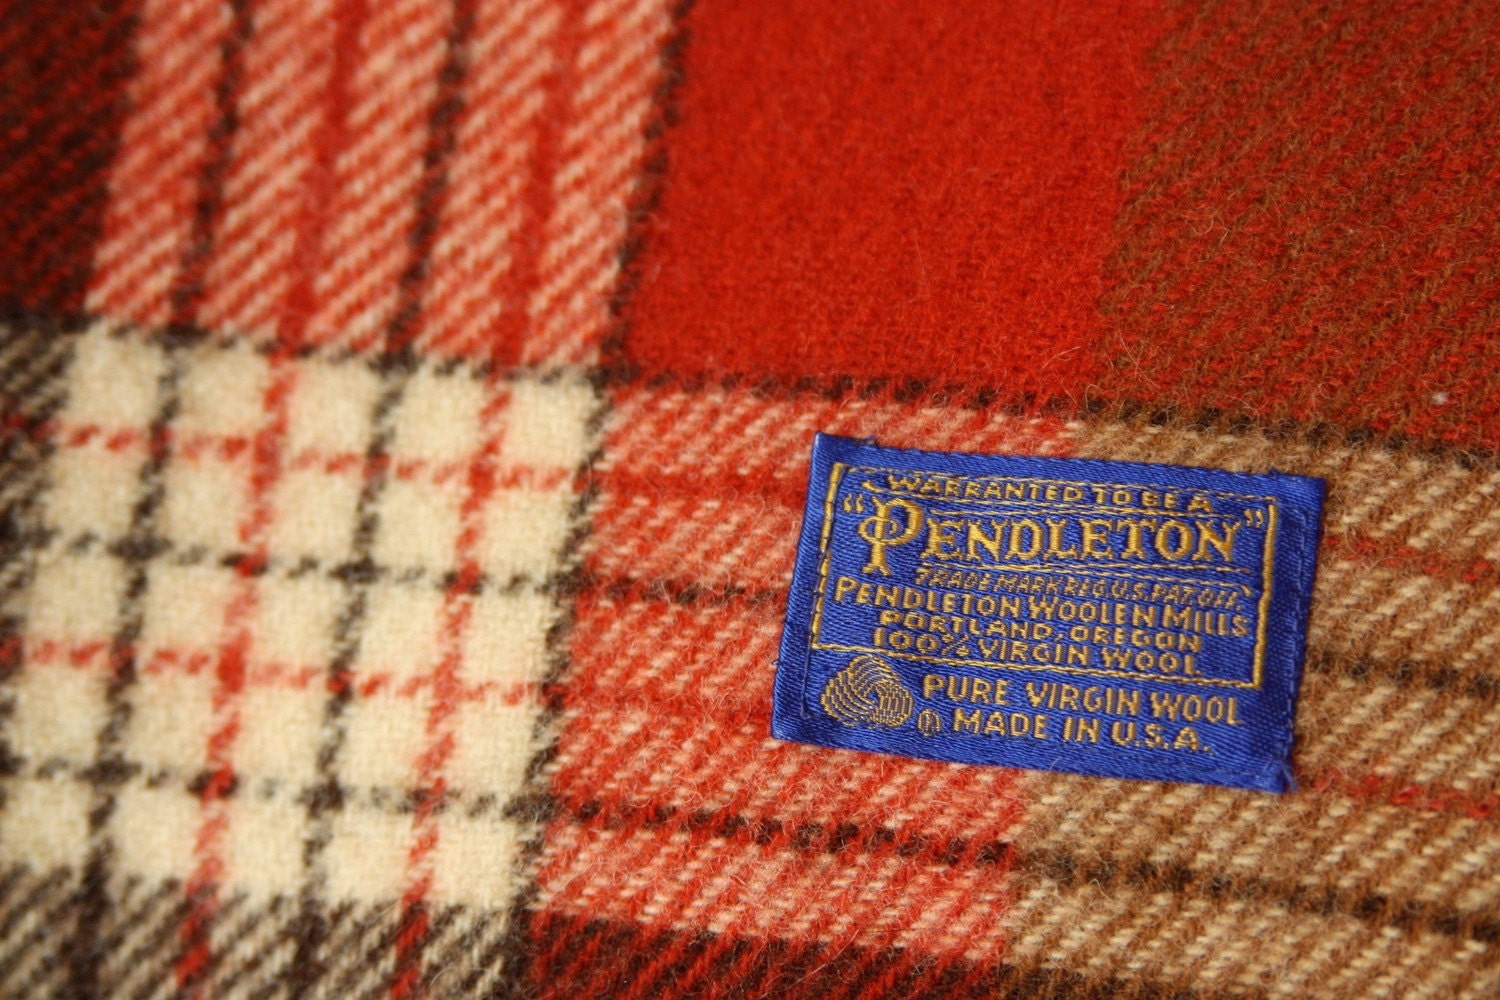 WARRANTED TO BE A
"PENDLETON"
TRADE MARK REG. U.S. PAT. OFF.
PENDLETON WOOLEN MILLS
PORTLAND, OREGON
100% VIRGIN WOOL
PURE VIRGIN WOOL
MADE IN U.S.A.